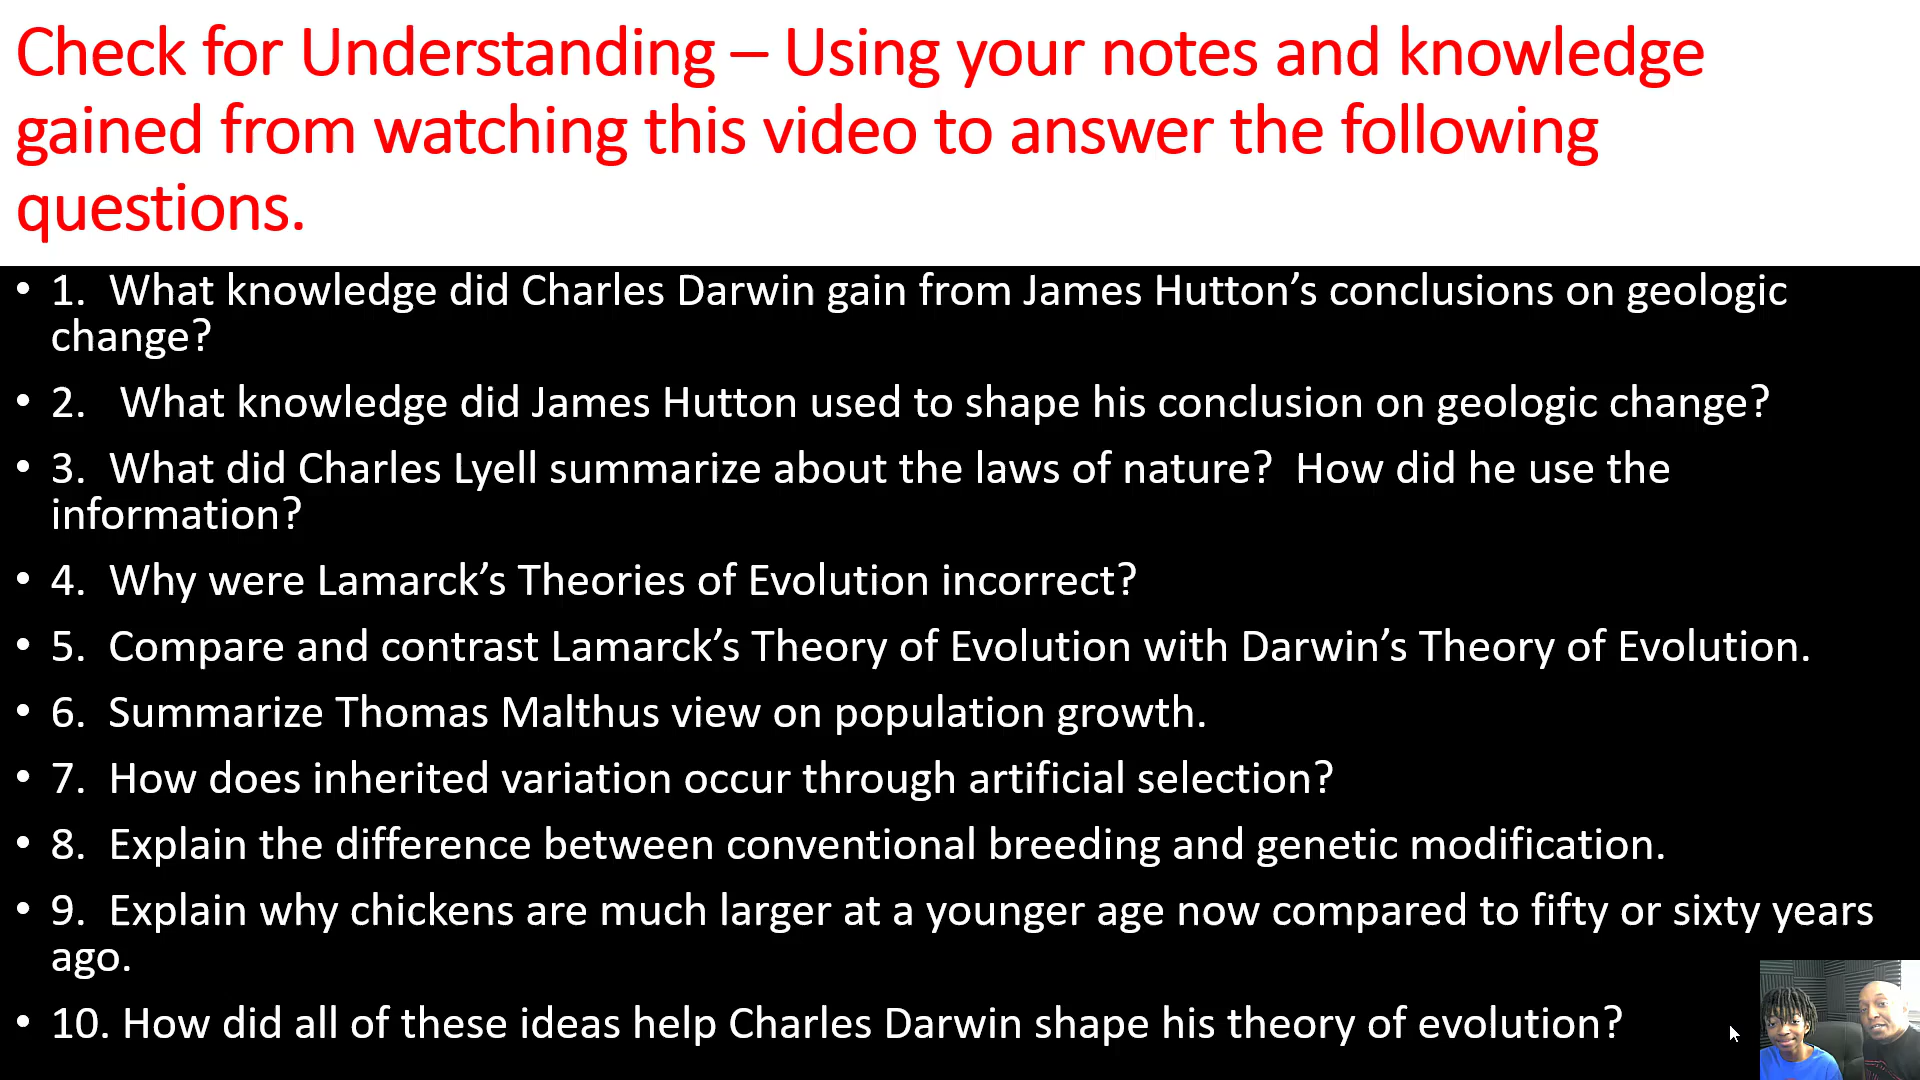 Check for Understanding – Using your notes and knowledge
gained from watching this video to answer the following
questions.
• 1.  What knowledge did Charles Darwin gain from James Hutton’s conclusions on geologic
change?
• 2.   What knowledge did James Hutton used to shape his conclusion on geologic change?
• 3.  What did Charles Lyell summarize about the laws of nature?  How did he use the
information?
• 4.  Why were Lamarck’s Theories of Evolution incorrect?
• 5.  Compare and contrast Lamarck’s Theory of Evolution with Darwin’s Theory of Evolution.
• 6.  Summarize Thomas Malthus view on population growth.
• 7.  How does inherited variation occur through artificial selection?
• 8.  Explain the difference between conventional breeding and genetic modification.
• 9.  Explain why chickens are much larger at a younger age now compared to fifty or sixty years
ago.
• 10. How did all of these ideas help Charles Darwin shape his theory of evolution?